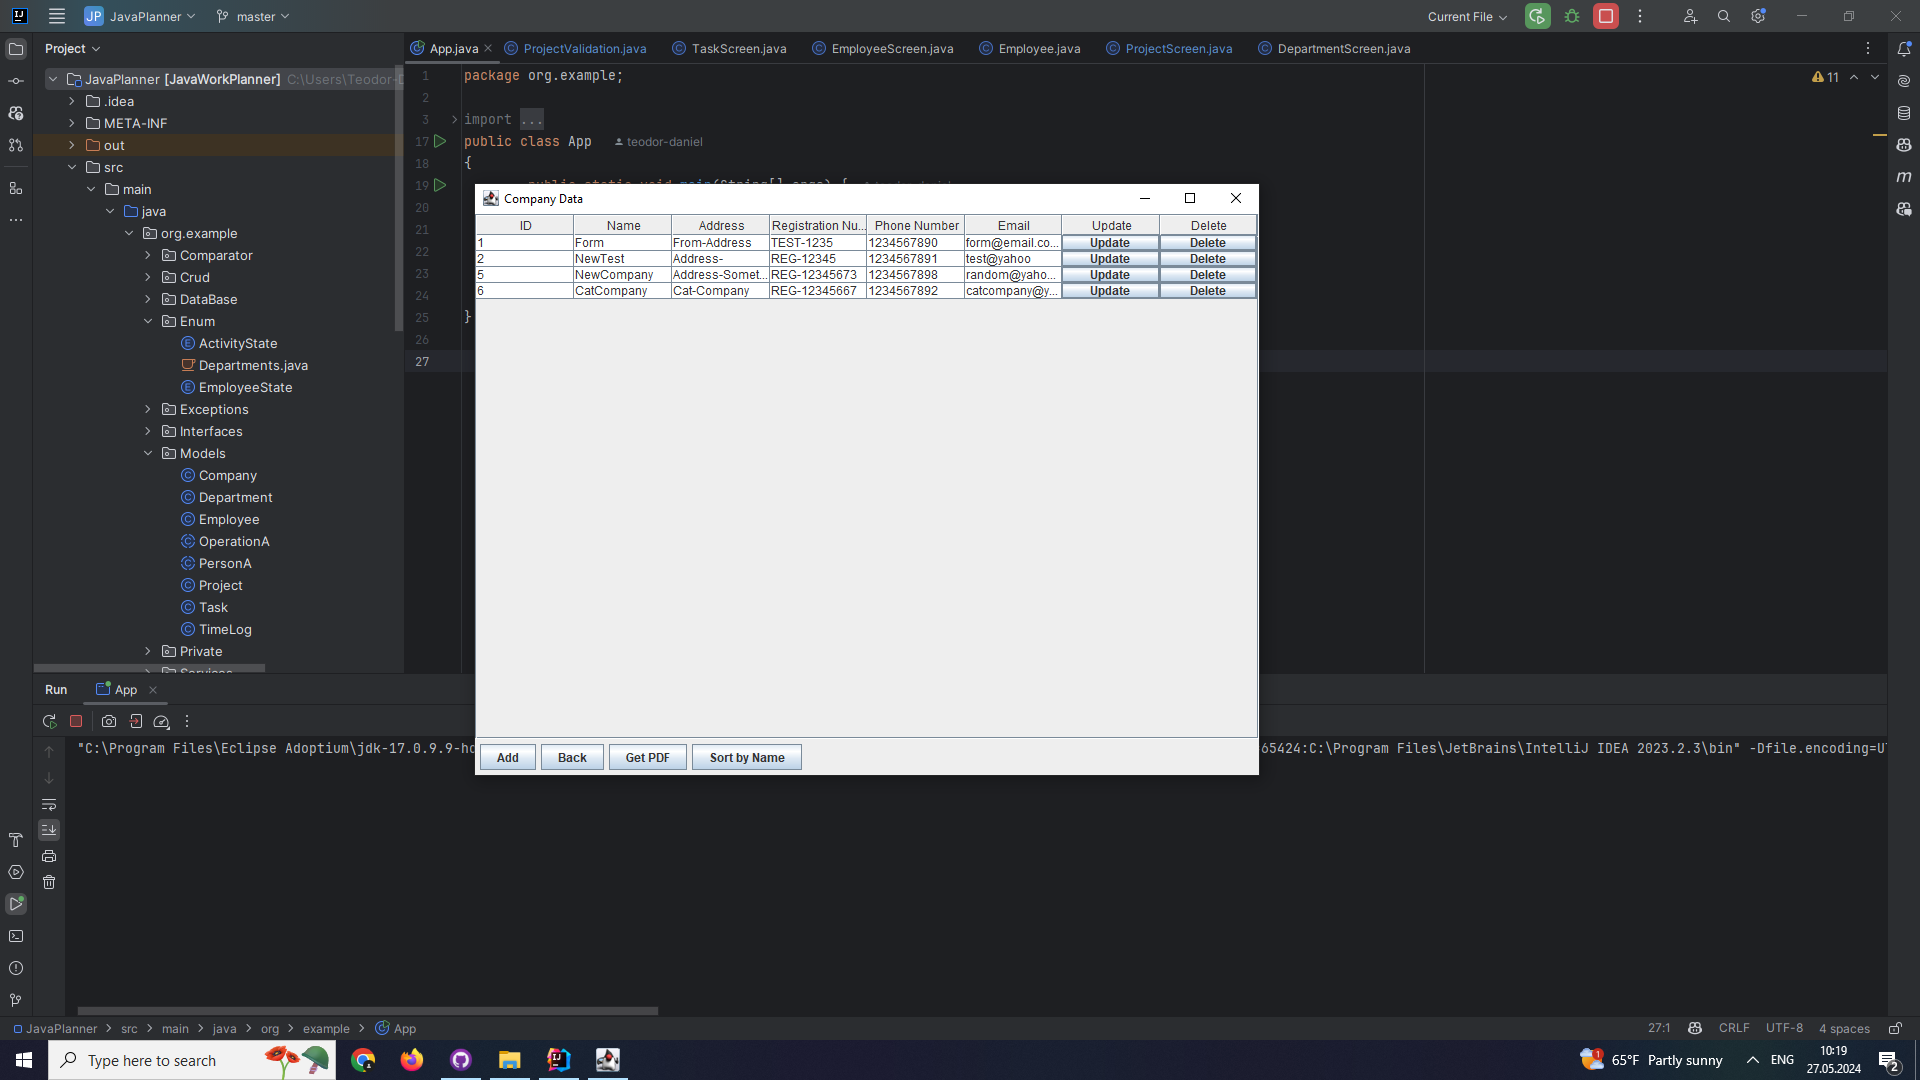 JP JavaPlanner master Current File
Project App.java ProjectValidation.java TaskScreen.java EmployeeScreen.java Employee.java ProjectScreen.java DepartmentScreen.java
JavaPlanner [JavaWorkPlanner] C:\Users\Teodor-D
.idea
META-INF
out
src
main
java
org.example
Comparator
Crud
DataBase
Enum
ActivityState
Departments.java
EmployeeState
Exceptions
Interfaces
Models
Company
Department
Employee
OperationA
PersonA
Project
Task
TimeLog
Private
Services
1 package org.example;
2
3 import ...
17 public class App teodor-daniel
18 {
19 public static void main(String[] args) {
20
21
22
23
24
25 }
26
27
11
Company Data
ID Name Address Registration Nu... Phone Number Email Update Delete
1 Form From-Address TEST-1235 1234567890 form@email.co... Update Delete
2 NewTest Address- REG-12345 1234567891 test@yahoo Update Delete
5 NewCompany Address-Somet... REG-12345673 1234567898 random@yaho... Update Delete
6 CatCompany Cat-Company REG-12345667 1234567892 catcompany@y... Update Delete
Add Back Get PDF Sort by Name
Run App
"C:\Program Files\Eclipse Adoptium\jdk-17.0.9.9-ho 65424:C:\Program Files\JetBrains\IntelliJ IDEA 2023.2.3\bin" -Dfile.encoding=U
JavaPlanner > src > main > java > org > example > App 27:1 CRLF UTF-8 4 spaces
Type here to search 1 65°F Partly sunny ENG 10:19
27.05.2024 2